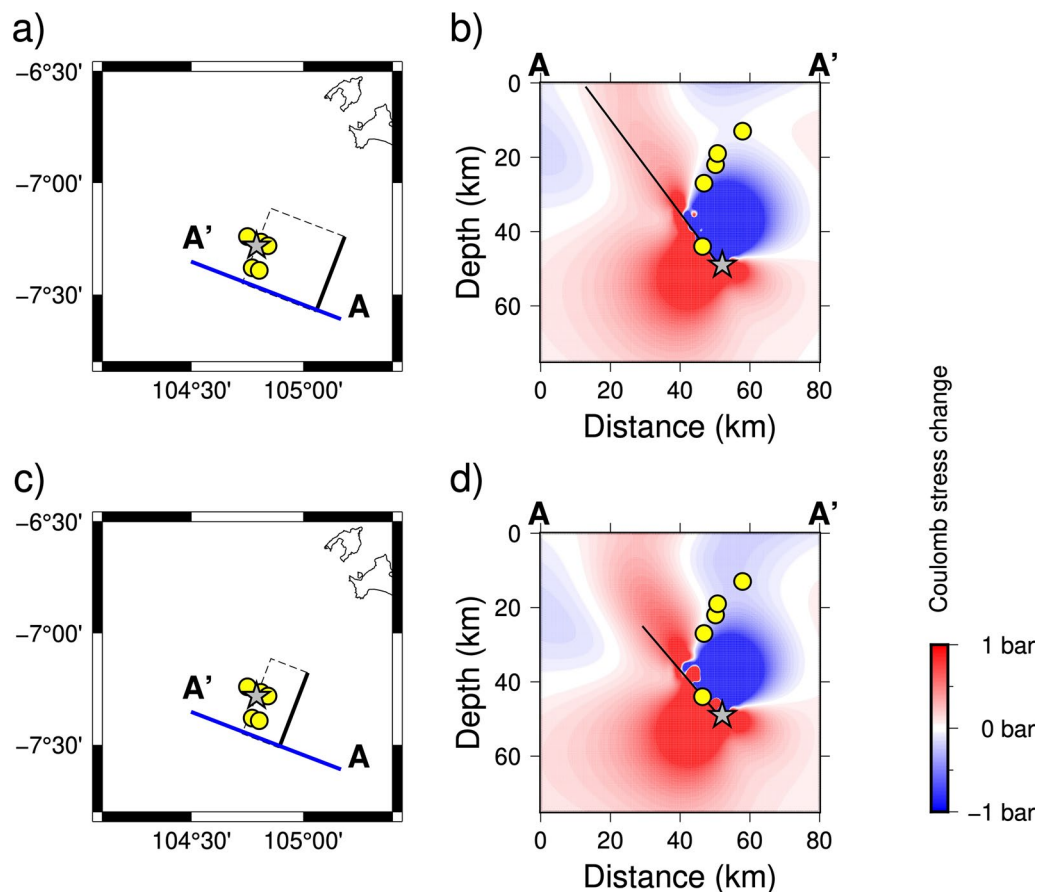 a)
−6°30'
−7°00'
−7°30'
A'
A
104°30'
105°00'
b)
A
A'
0
20
40
60
Depth (km)
0
20
40
60
80
Distance (km)
c)
−6°30'
−7°00'
−7°30'
A'
A
104°30'
105°00'
d)
A
A'
0
20
40
60
Depth (km)
0
20
40
60
80
Distance (km)
Coulomb stress change
1 bar
0 bar
−1 bar